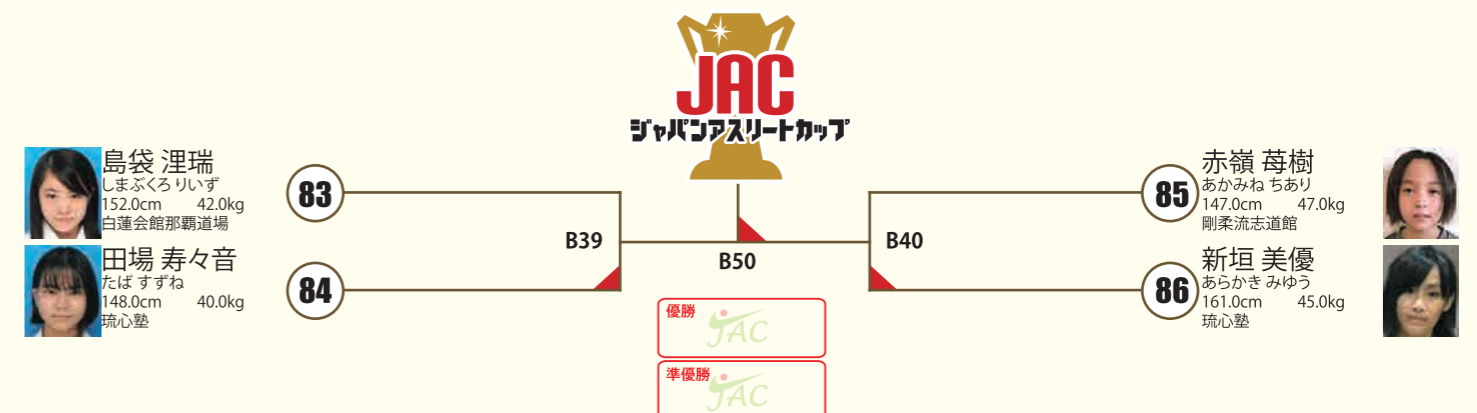 JAC
ジャパンアスリートカップ
島袋 浬瑞
しまぶくろ りいず
152.0cm 42.0kg
白蓮会館那覇道場
83
田場 寿々音
たば すずね
148.0cm 40.0kg
琉心塾
84
B39
B50
B40
赤嶺 苺樹
あかみね ちあり
147.0cm 47.0kg
剛柔流志道館
85
新垣 美優
あらかき みゆう
161.0cm 45.0kg
琉心塾
86
優勝
JAC
準優勝
JAC